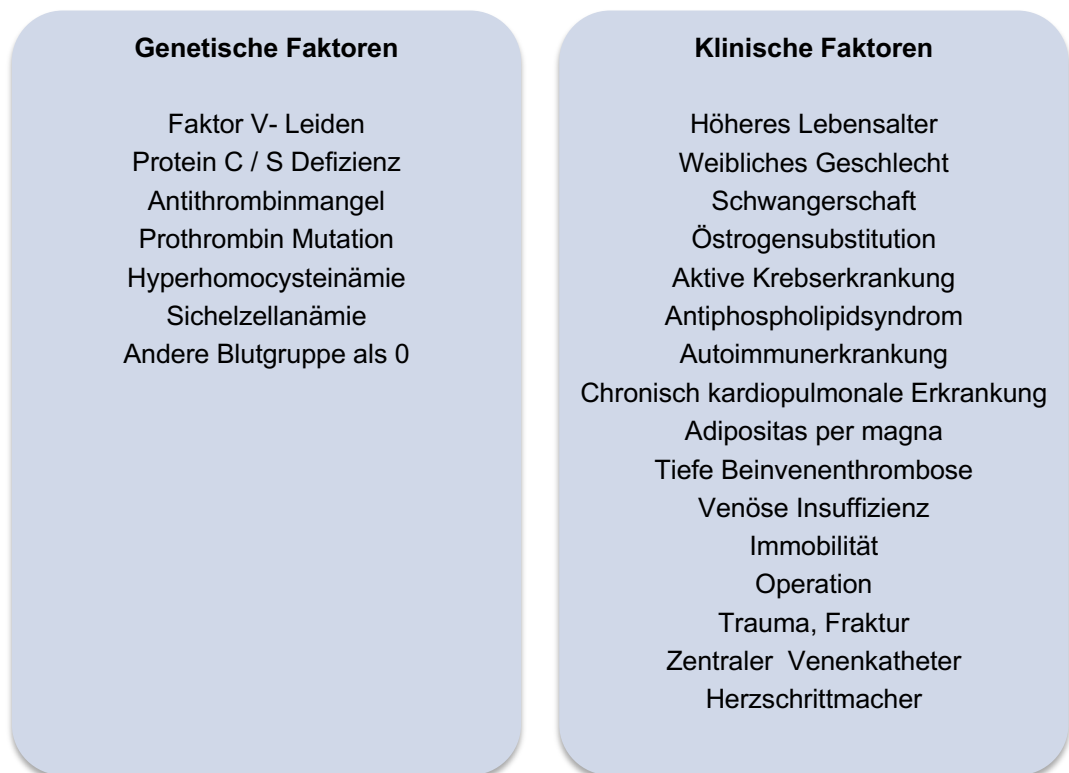 Genetische Faktoren
Faktor V- Leiden
Protein C / S Defizienz
Antithrombinmangel
Prothrombin Mutation
Hyperhomocysteinämie
Sichelzellanämie
Andere Blutgruppe als 0
Klinische Faktoren
Höheres Lebensalter
Weibliches Geschlecht
Schwangerschaft
Östrogensubstitution
Aktive Krebserkrankung
Antiphospholipidsyndrom
Autoimmunerkrankung
Chronisch kardiopulmonale Erkrankung
Adipositas per magna
Tiefe Beinvenenthrombose
Venöse Insuffizienz
Immobilität
Operation
Trauma, Fraktur
Zentraler  Venenkatheter
Herzschrittmacher